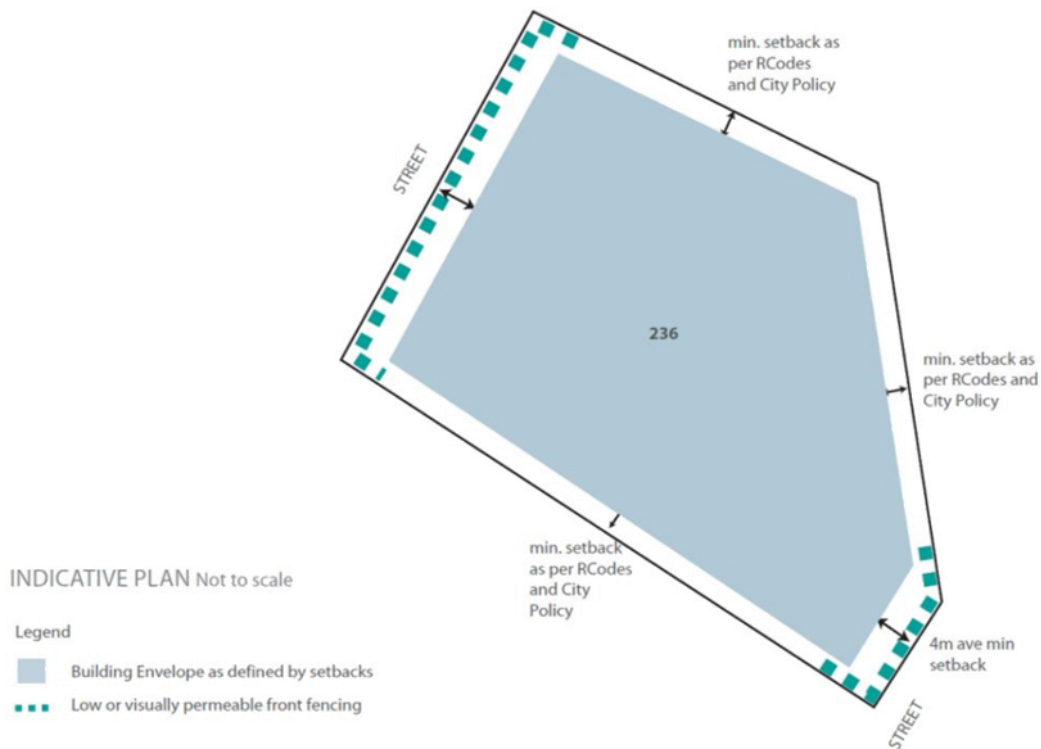 min. setback as
per RCodes
and City Policy
STREET
236
min. setback as
per RCodes and
City Policy
min. setback
as per RCodes
and City
Policy
INDICATIVE PLAN Not to scale
Legend
Building Envelope as defined by setbacks
Low or visually permeable front fencing
4m ave min
setback
STREET